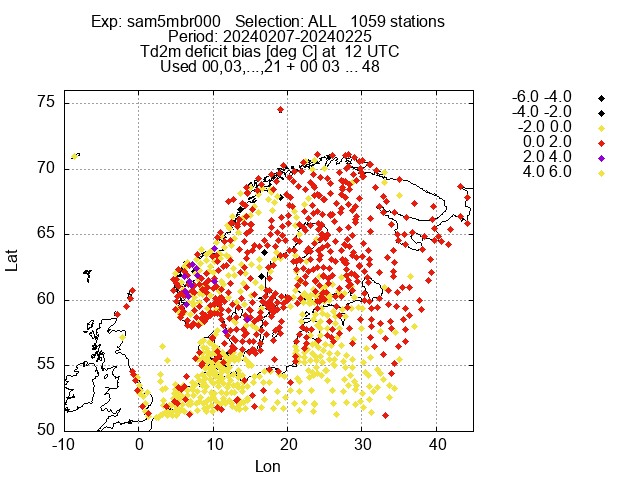 Exp: sam5mbr000   Selection: ALL   1059 stations
Period: 20240207-20240225
Td2m deficit bias [deg C] at  12 UTC
Used 00,03,...,21 + 00 03 ... 48
-6.0 -4.0
-4.0 -2.0
-2.0 0.0
0.0 2.0
2.0 4.0
4.0 6.0
75
70
65
60
55
50
Lat
-10 0 10 20 30 40
Lon